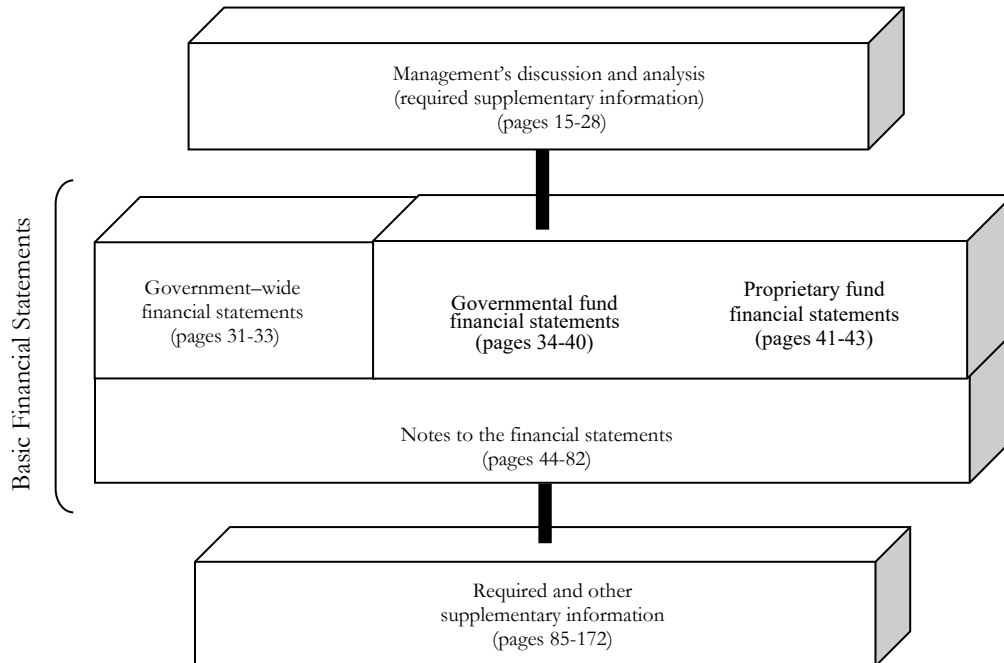 Management's discussion and analysis
(required supplementary information)
(pages 15-28)
Basic Financial Statements
Government–wide
financial statements
(pages 31-33)
Governmental fund
financial statements
(pages 34-40)
Proprietary fund
financial statements
(pages 41-43)
Notes to the financial statements
(pages 44-82)
Required and other
supplementary information
(pages 85-172)